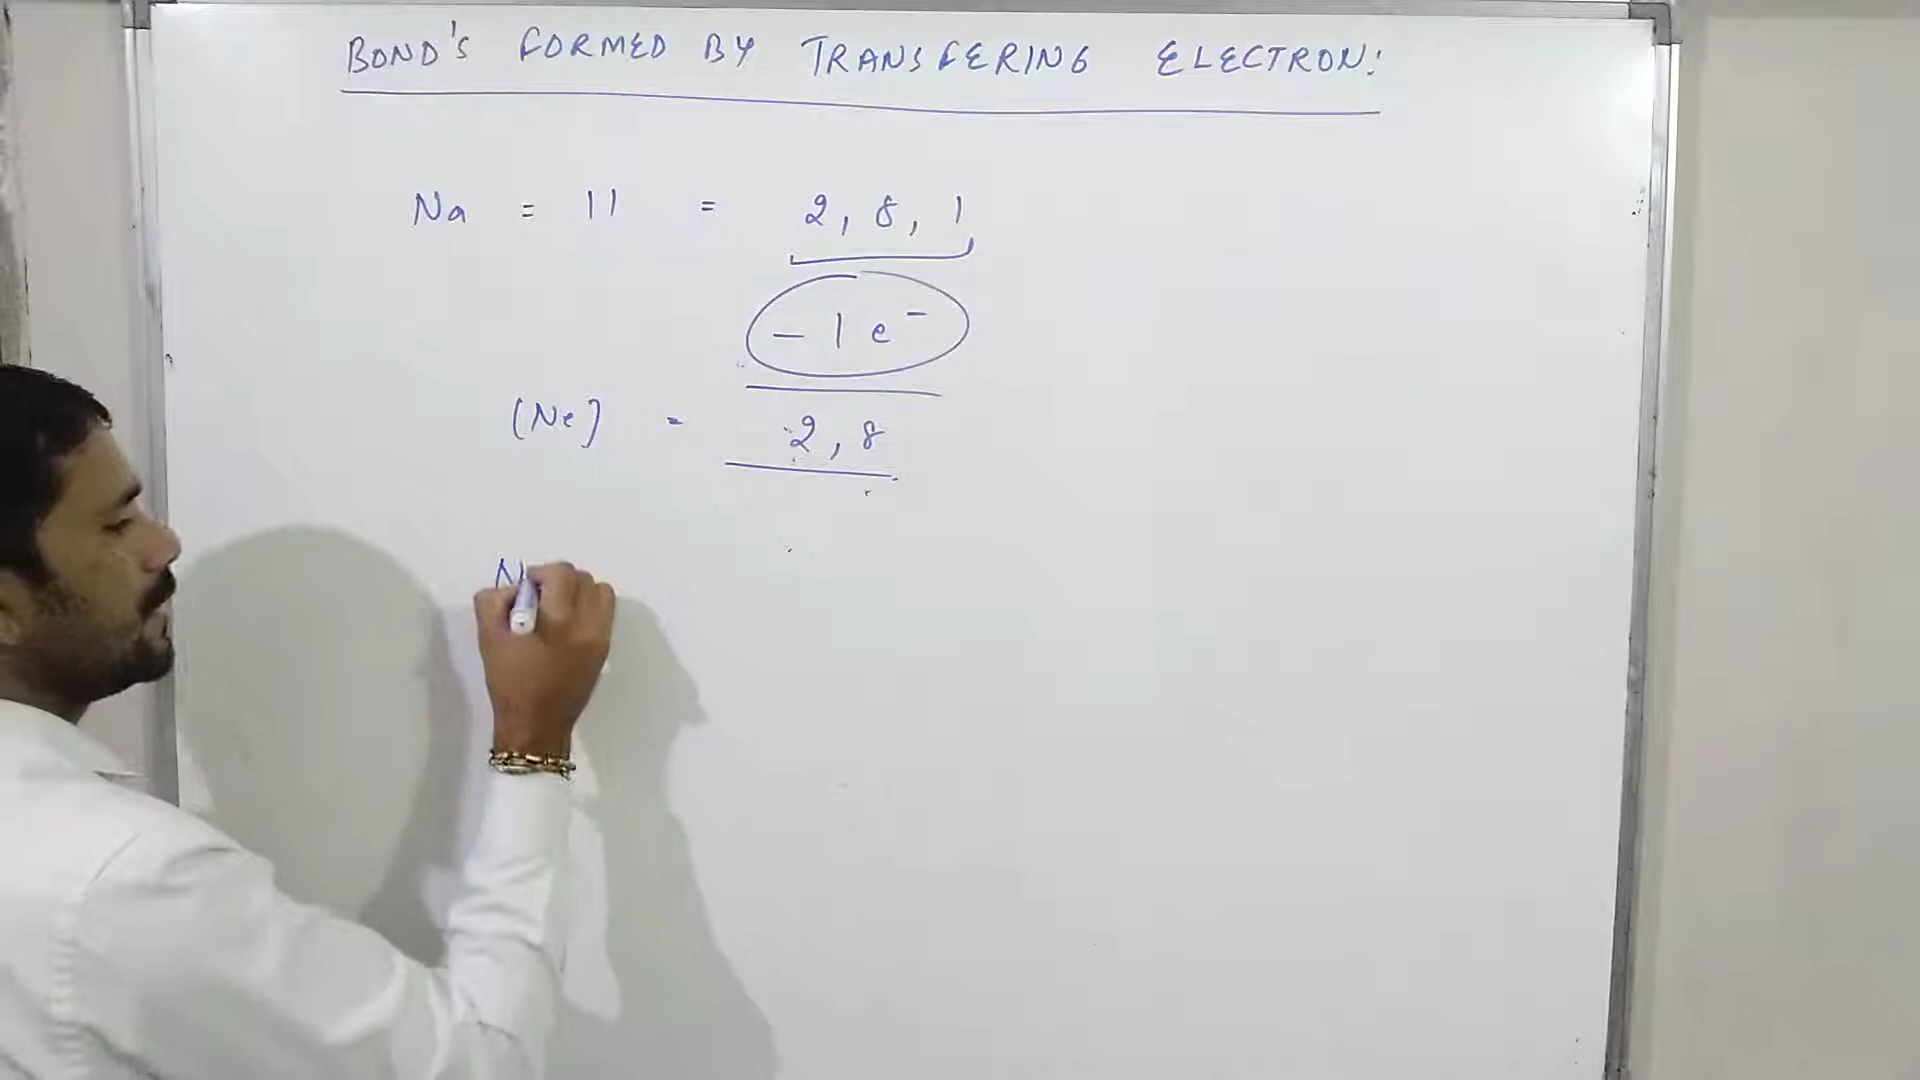 BOND'S FORMED BY TRANSFERING ELECTRON:
Na = 11 = 2, 8, 1
- 1 e⁻
(Ne] = 2, 8
N